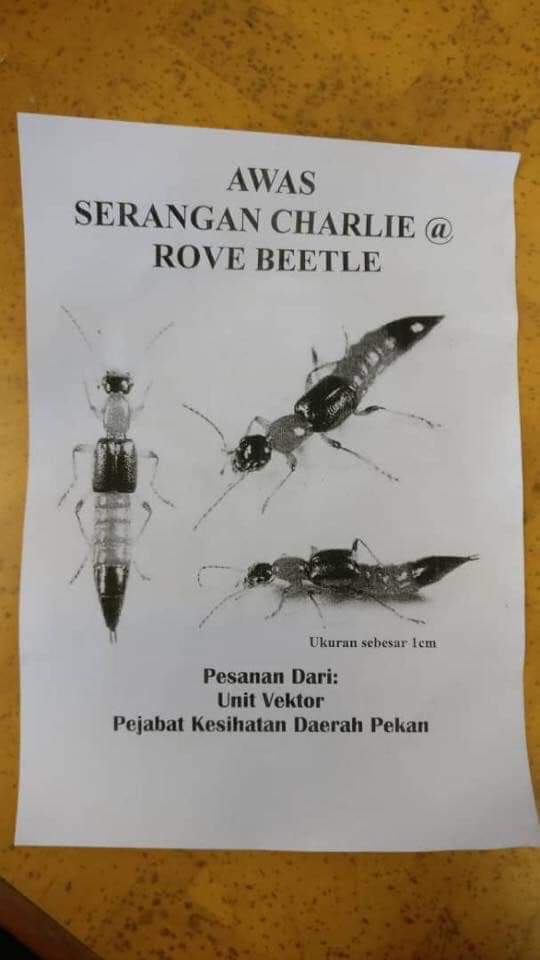 AWAS
SERANGAN CHARLIE @
ROVE BEETLE
Ukuran sebesar 1cm
Pesanan Dari:
Unit Vektor
Pejabat Kesihatan Daerah Pekan